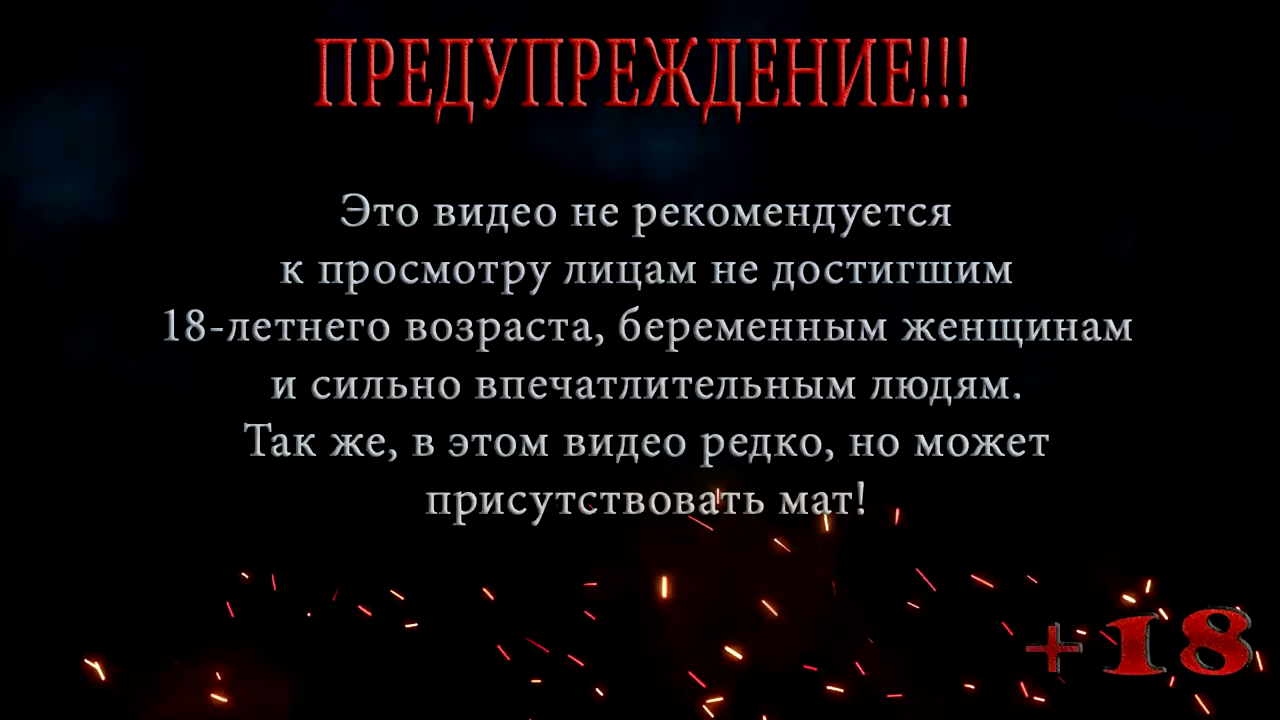 ПРЕДУПРЕЖДЕНИЕ!!!
Это видео не рекомендуется
к просмотру лицам не достигшим
18-летнего возраста, беременным женщинам
и сильно впечатлительным людям.
Так же, в этом видео редко, но может
присутствовать мат!
+18